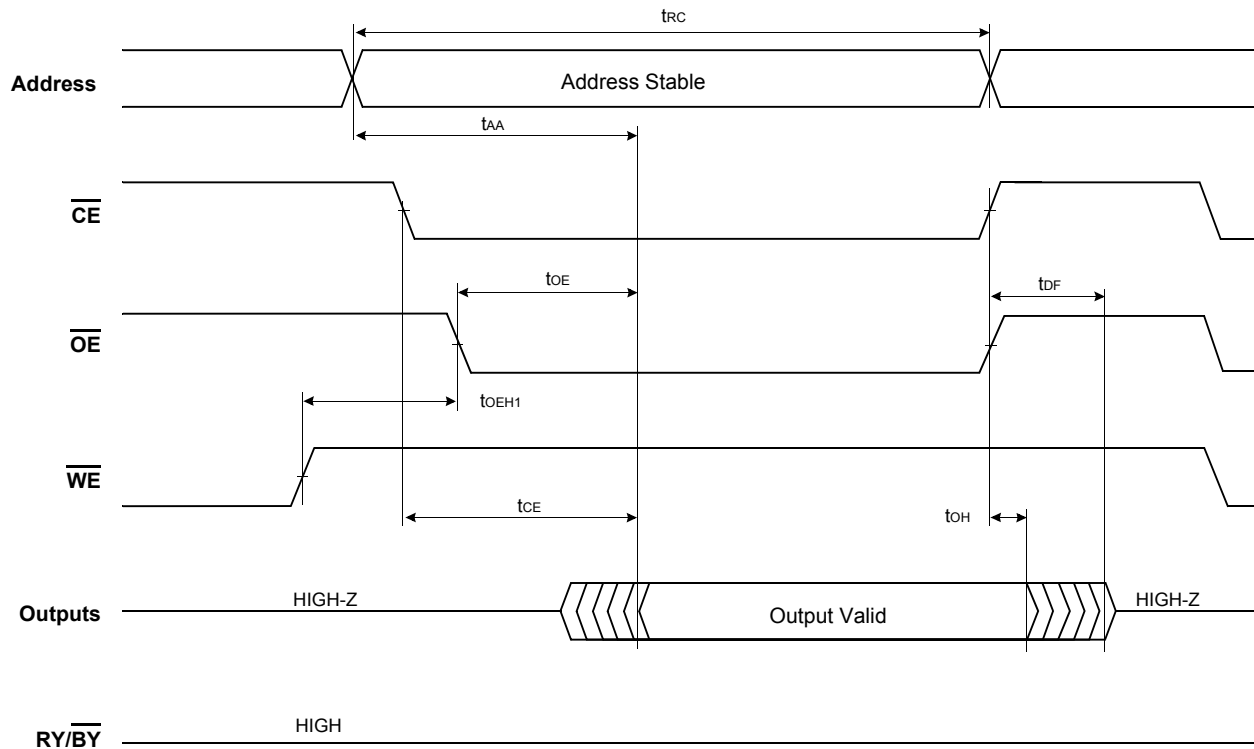 tRC
Address
Address Stable
tAA
CE
tOE
tDF
OE
tOEH1
WE
tCE
tOH
Outputs
HIGH-Z
Output Valid
HIGH-Z
RY/BY
HIGH